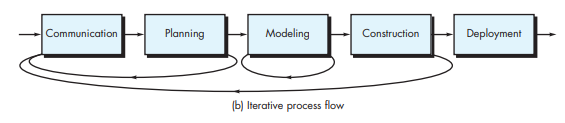 Communication
Planning
Modeling
Construction
Deployment
(b) Iterative process flow